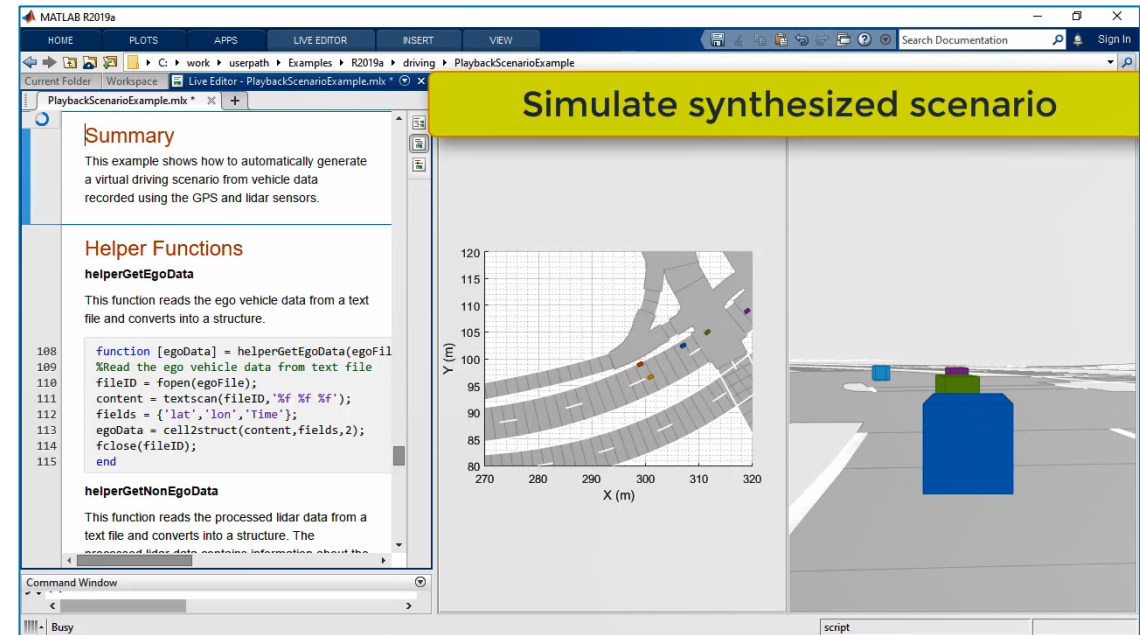 MATLAB R2019a
HOME PLOTS APPS LIVE EDITOR INSERT VIEW Search Documentation Sign In
C: work userpath Examples R2019a driving PlaybackScenarioExample
Current Folder Workspace Live Editor - PlaybackScenarioExample.mlx *
PlaybackScenarioExample.mlx *
Simulate synthesized scenario
Summary
This example shows how to automatically generate
a virtual driving scenario from vehicle data
recorded using the GPS and lidar sensors.
Helper Functions
helperGetEgoData
This function reads the ego vehicle data from a text
file and converts into a structure.
108 function [egoData] = helperGetEgoData(egoFil
109 %Read the ego vehicle data from text file
110 fileID = fopen(egoFile);
111 content = textscan(fileID,'%f %f %f');
112 fields = {'lat','lon','Time'};
113 egoData = cell2struct(content,fields,2);
114 fclose(fileID);
115 end
helperGetNonEgoData
This function reads the processed lidar data from a
text file and converts into a structure. The
processed lidar data contains information about the
120
115
110
105
100
95
90
85
80
Y (m)
270 280 290 300 310 320
X (m)
Command Window
Busy
script